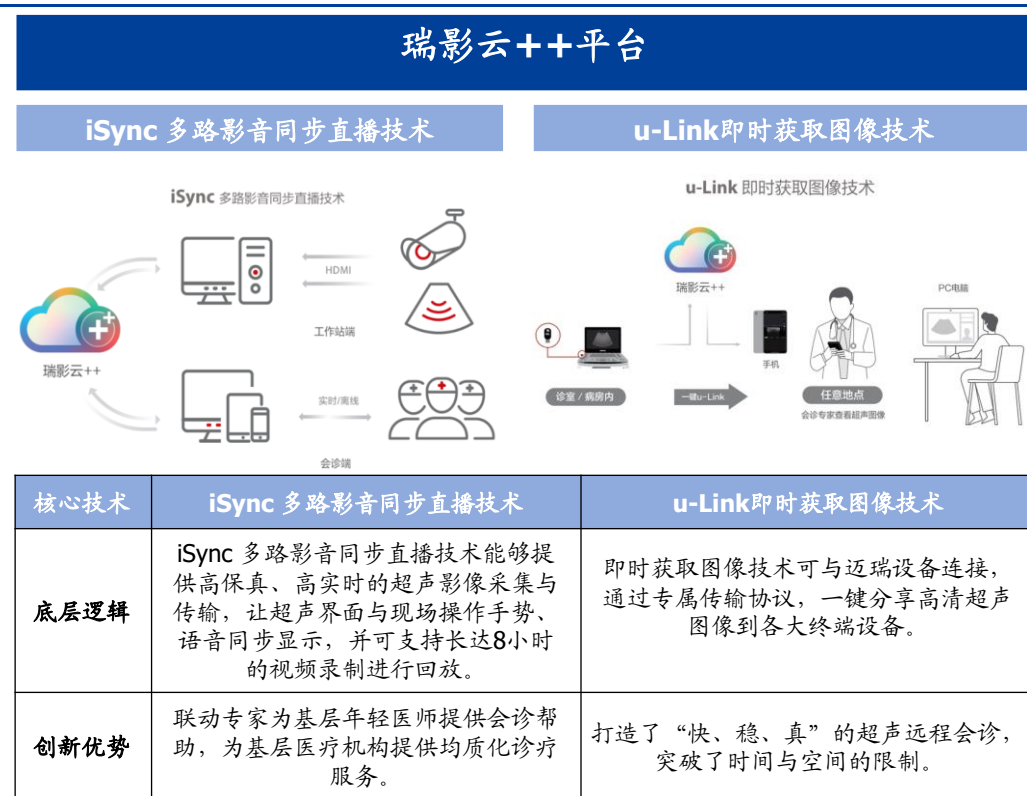 瑞影云++平台
iSync 多路影音同步直播技术
u-Link即时获取图像技术
iSync 多路影音同步直播技术
HDMI
工作站端
瑞影云++
实时/离线
会诊端
u-Link 即时获取图像技术
瑞影云++
PC电脑
手机
诊室 / 病房内
一键u-Link
任意地点
会诊专家查看超声图像
核心技术
iSync 多路影音同步直播技术
u-Link即时获取图像技术
底层逻辑
iSync 多路影音同步直播技术能够提
供高保真、高实时的超声影像采集与
传输，让超声界面与现场操作手势、
语音同步显示，并可支持长达8小时
的视频录制进行回放。
即时获取图像技术可与迈瑞设备连接，
通过专属传输协议，一键分享高清超声
图像到各大终端设备。
创新优势
联动专家为基层年轻医师提供会诊帮
助，为基层医疗机构提供均质化诊疗
服务。
打造了“快、稳、真”的超声远程会诊，
突破了时间与空间的限制。